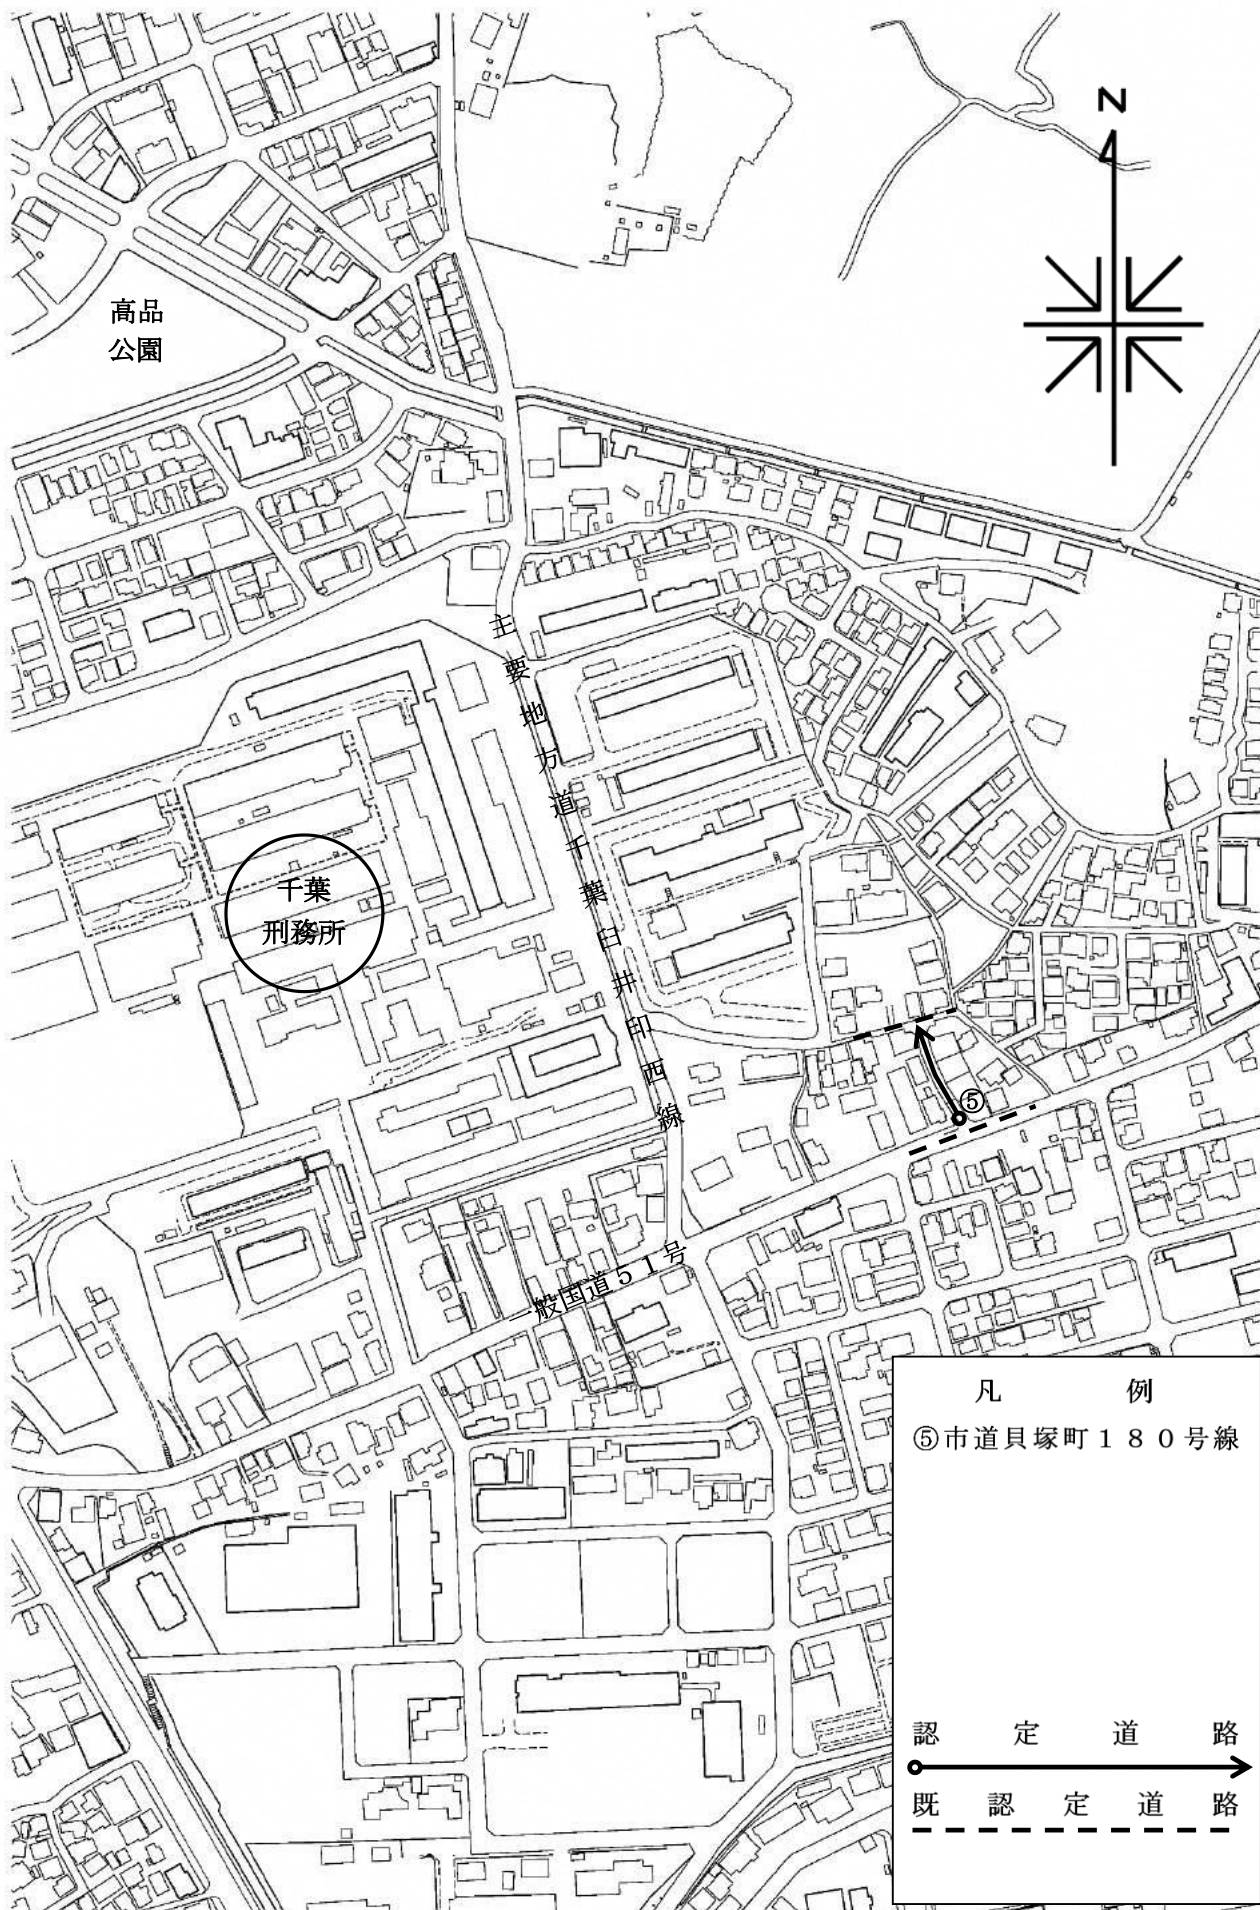 N
高品
公園
主要地方道千葉臼井印西線
千葉
刑務所
⑤
一般国道51号
凡例
⑤市道貝塚町180号線
認定道路
既認定道路